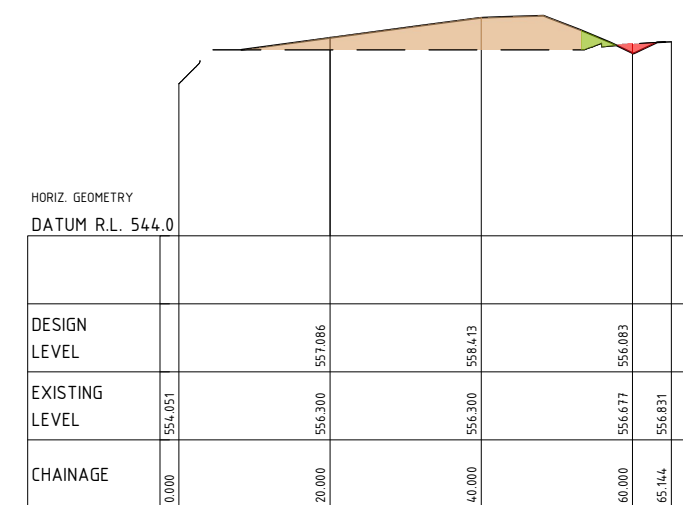 HORIZ. GEOMETRY
DATUM R.L. 544.0
DESIGN
LEVEL
557.086 558.413 556.083
EXISTING
LEVEL
554.051 556.300 556.300 556.677 556.831
CHAINAGE
0.000 20.000 40.000 60.000 65.144